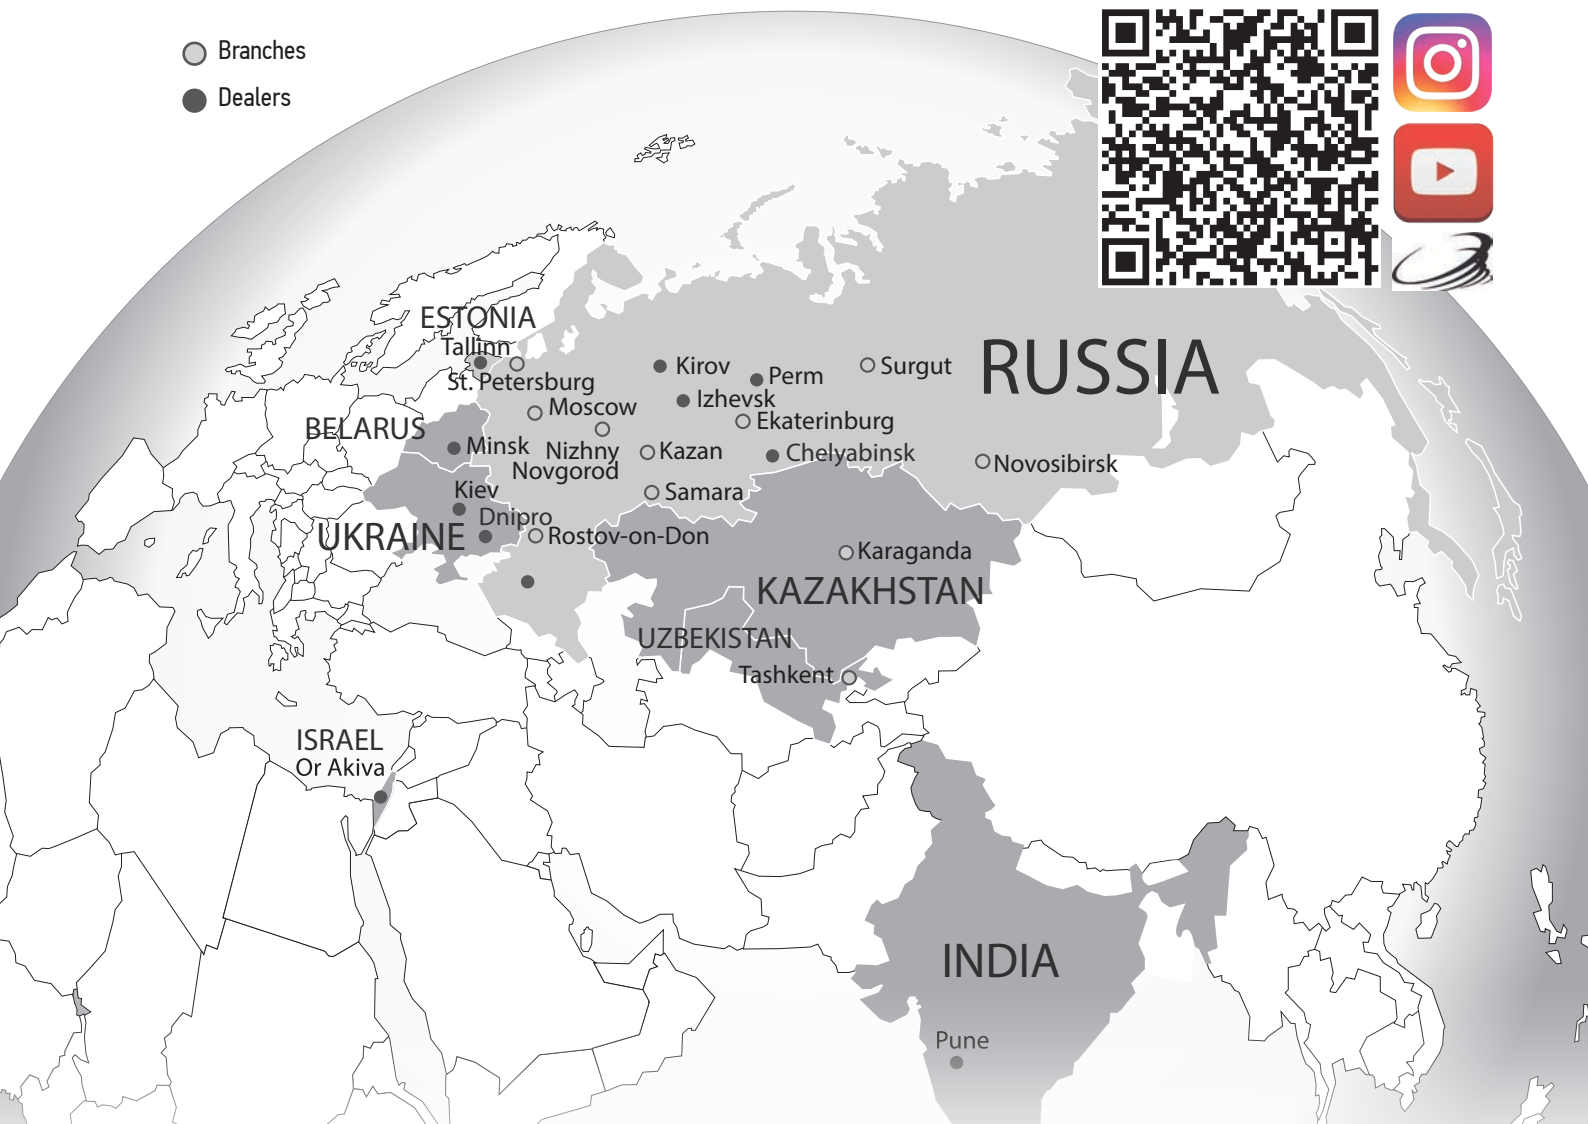 Branches
Dealers
ESTONIA
Tallinn
St. Petersburg
Kirov
Perm
Surgut
RUSSIA
Izhevsk
Moscow
Ekaterinburg
BELARUS
Minsk
Nizhny
Novgorod
Kazan
Chelyabinsk
Novosibirsk
Kiev
Samara
Dnipro
UKRAINE
Rostov-on-Don
Karaganda
KAZAKHSTAN
UZBEKISTAN
Tashkent
ISRAEL
Or Akiva
INDIA
Pune